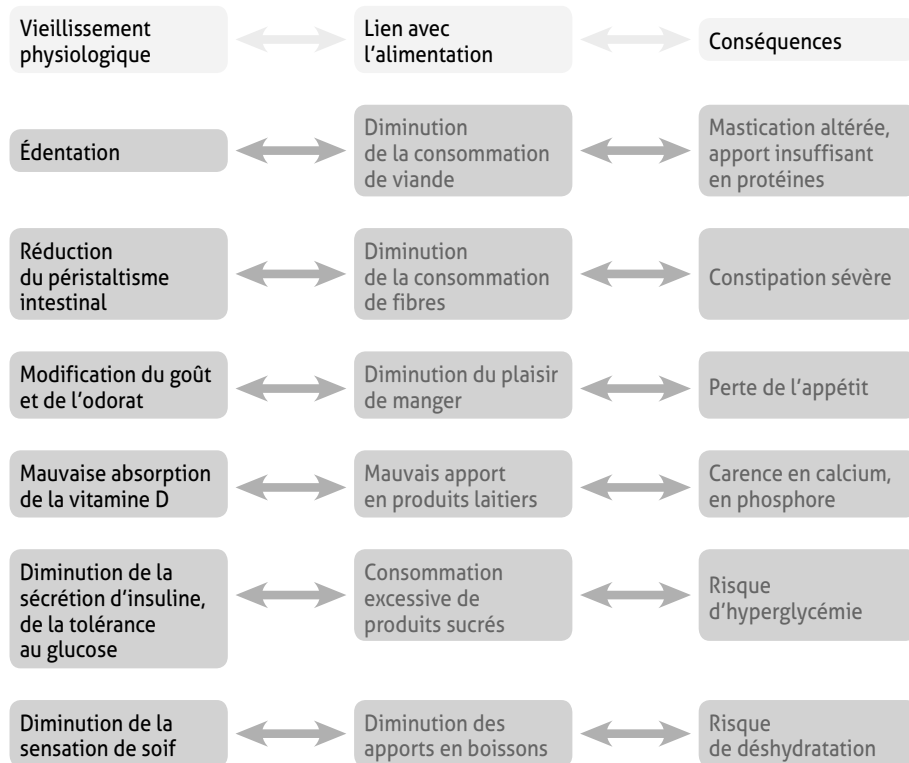 Vieillissement
physiologique
Lien avec
l'alimentation
Conséquences
Édentation
Diminution
de la consommation
de viande
Mastication altérée,
apport insuffisant
en protéines
Réduction
du péristaltisme
intestinal
Diminution
de la consommation
de fibres
Constipation sévère
Modification du goût
et de l'odorat
Diminution du plaisir
de manger
Perte de l'appétit
Mauvaise absorption
de la vitamine D
Mauvais apport
en produits laitiers
Carence en calcium,
en phosphore
Diminution de la
sécrétion d'insuline,
de la tolérance
au glucose
Consommation
excessive de
produits sucrés
Risque
d'hyperglycémie
Diminution de la
sensation de soif
Diminution des
apports en boissons
Risque
de déshydratation